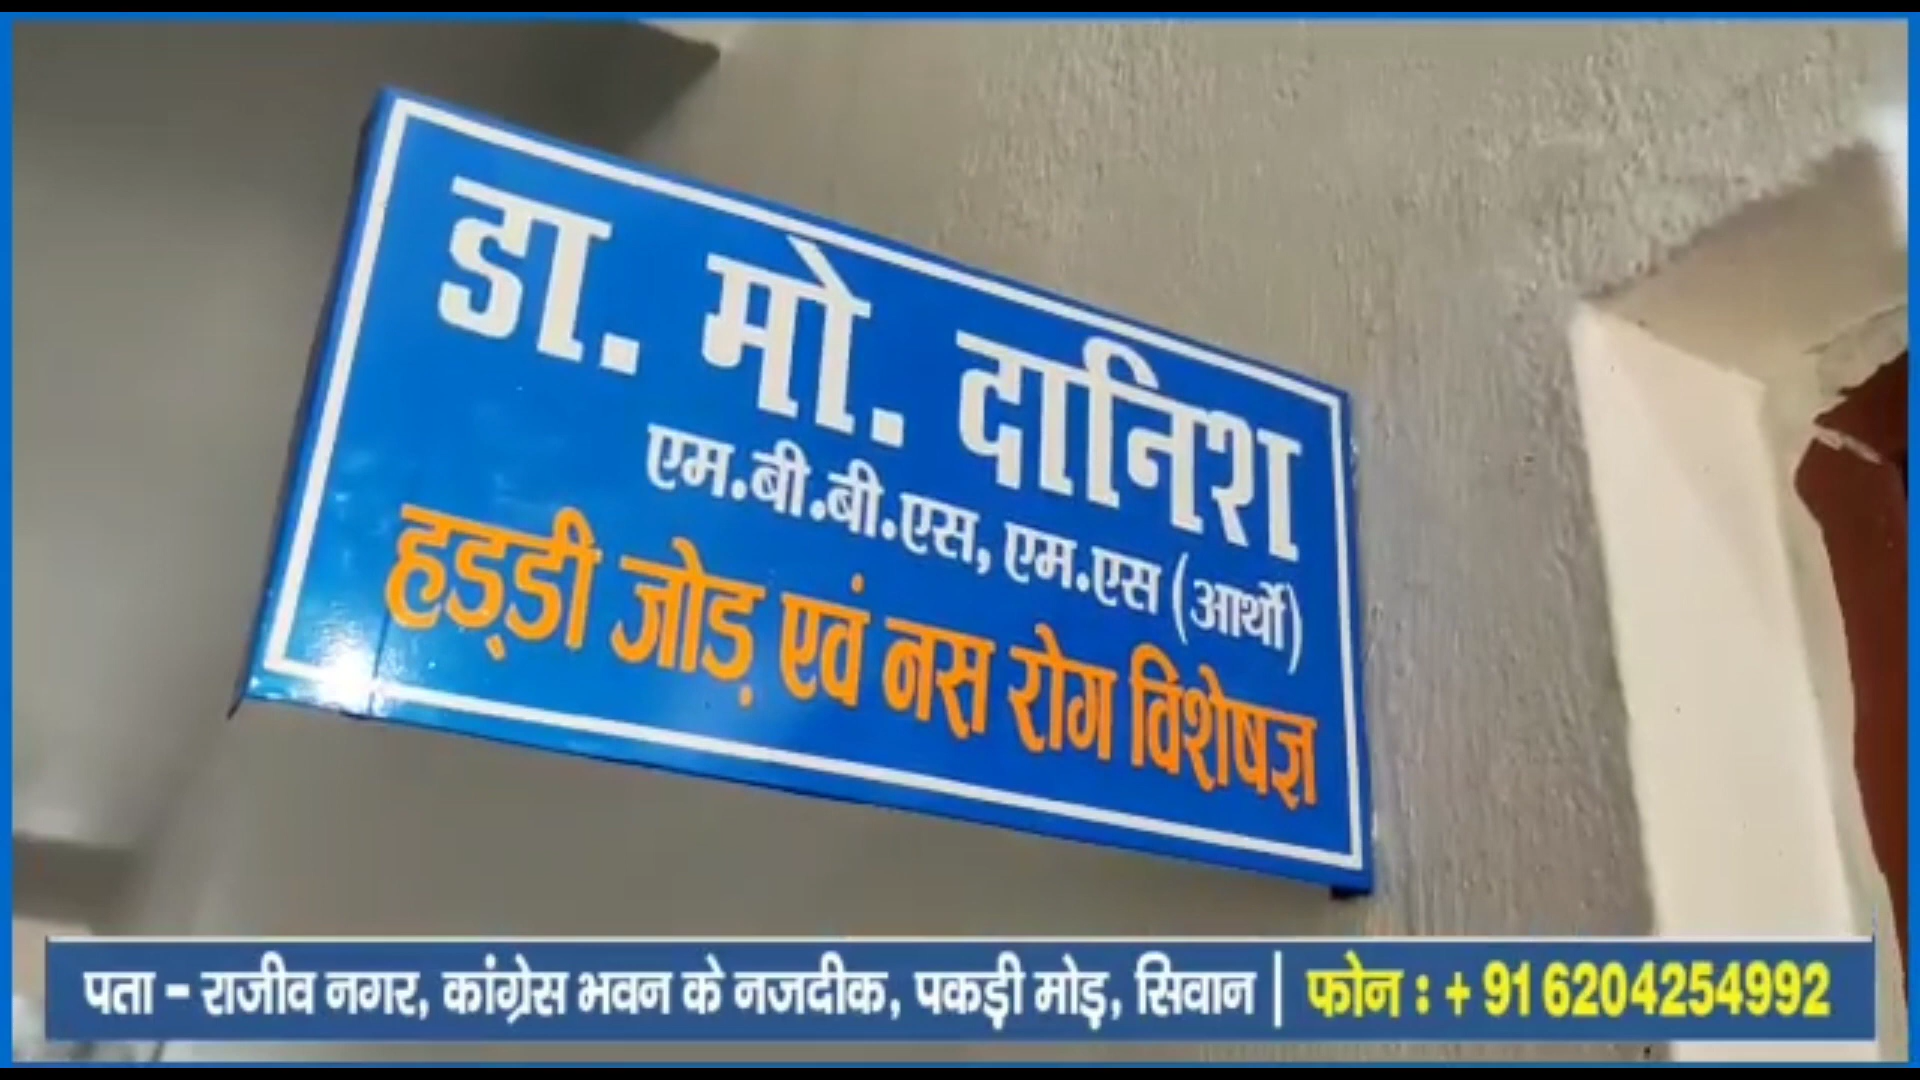 डा. मो. दानिश
एम.बी.बी.एस, एम.एस (आर्थो)
हड्डी जोड़ एवं नस रोग विशेषज्ञ
पता - राजीव नगर, कांग्रेस भवन के नजदीक, पकड़ी मोड़, सिवान | फोन : + 91 6204254992